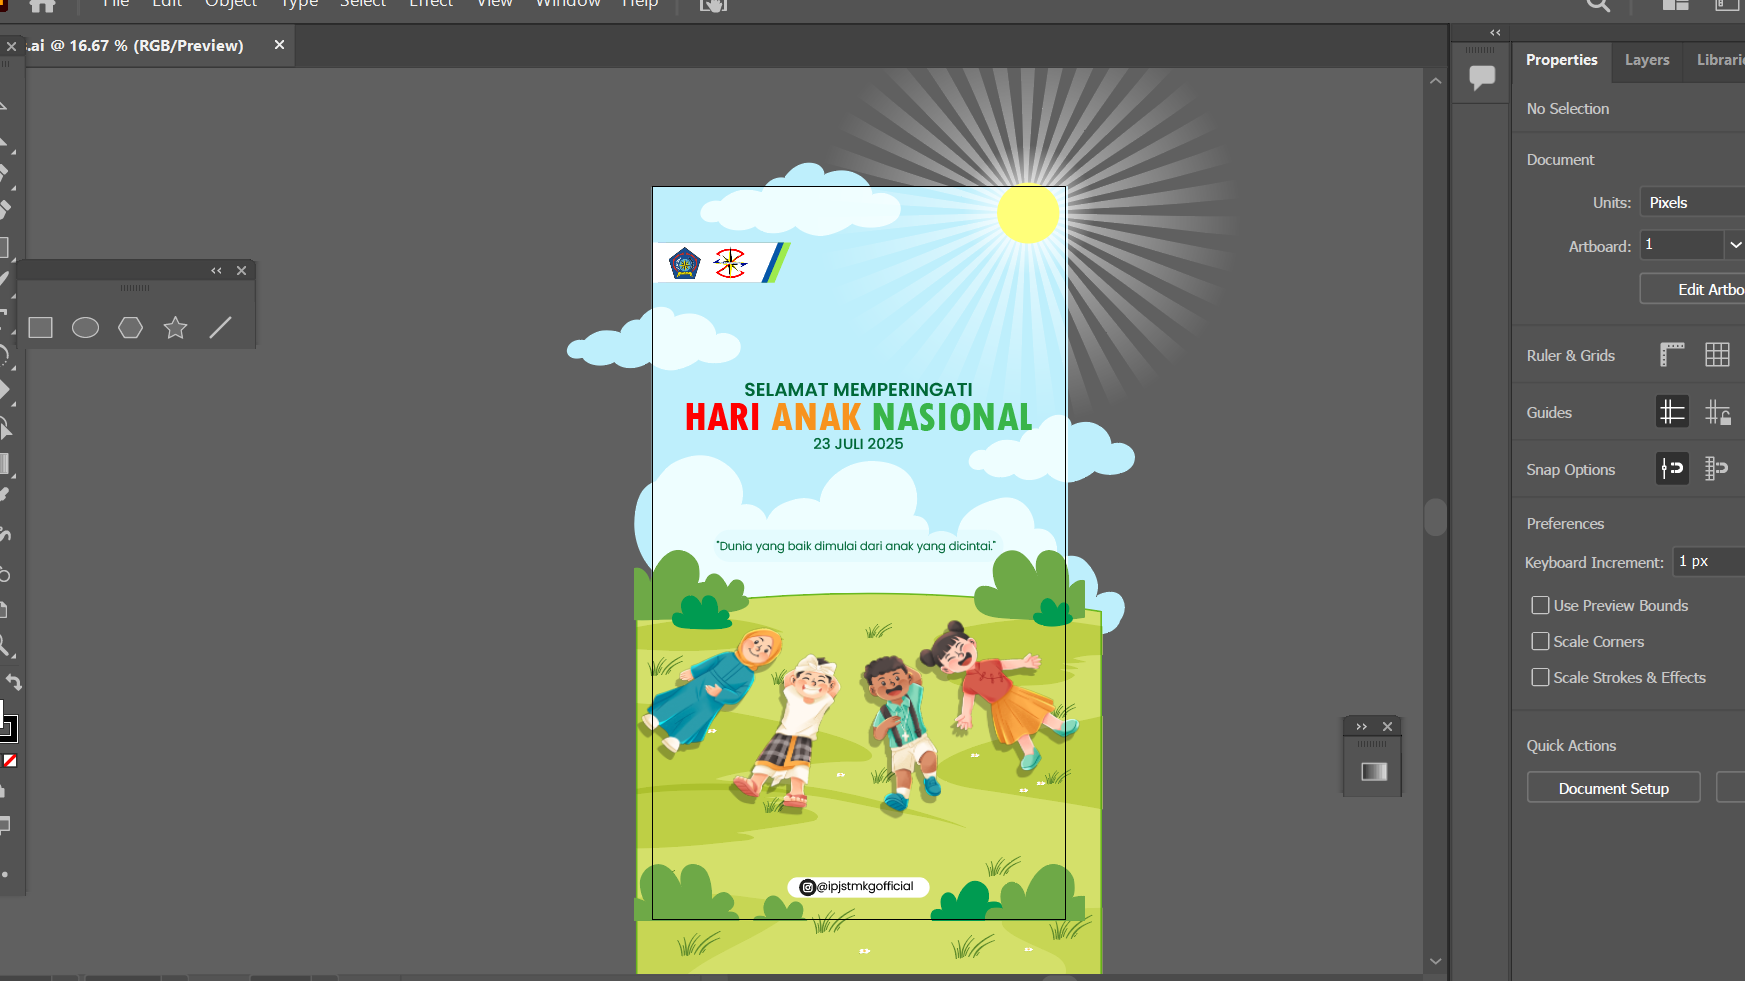 File Edit Object Type Select Effect View Window Help
.ai @ 16.67 % (RGB/Preview)
Properties Layers
No Selection
Document
Units: Pixels
Artboard: 1
Edit
Ruler & Grids
Guides
Snap Options
Preferences
Keyboard Increment: 1 px
Use Preview Bounds
Scale Corners
Scale Strokes & Effects
Quick Actions
Document Setup
SELAMAT MEMPERINGATI
HARI ANAK NASIONAL
23 JULI 2025
"Dunia yang baik dimulai dari anak yang dicintai."
@ipjstmkgofficial